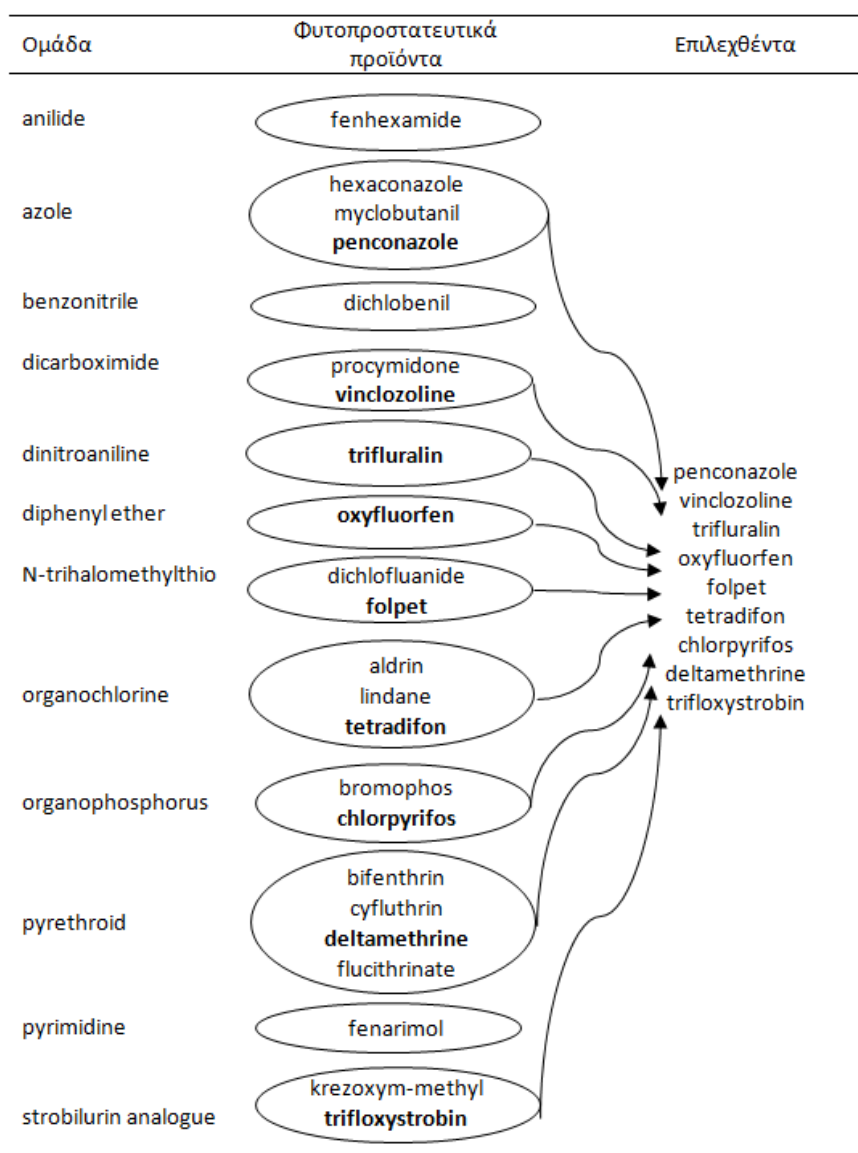 Ομάδα
Φυτοπροστατευτικά
προϊόντα
Επιλεχθέντα
anilide
fenhexamide
azole
hexaconazole
myclobutanil
penconazole
benzonitrile
dichlobenil
dicarboximide
procymidone
vinclozoline
dinitroaniline
trifluralin
diphenyl ether
oxyfluorfen
N-trihalomethylthio
dichlofluanide
folpet
organochlorine
aldrin
lindane
tetradifon
organophosphorus
bromophos
chlorpyrifos
pyrethroid
bifenthrin
cyfluthrin
deltamethrine
flucithrinate
pyrimidine
fenarimol
strobilurin analogue
krezoxym-methyl
trifloxystrobin
penconazole
vinclozoline
trifluralin
oxyfluorfen
folpet
tetradifon
chlorpyrifos
deltamethrine
trifloxystrobin